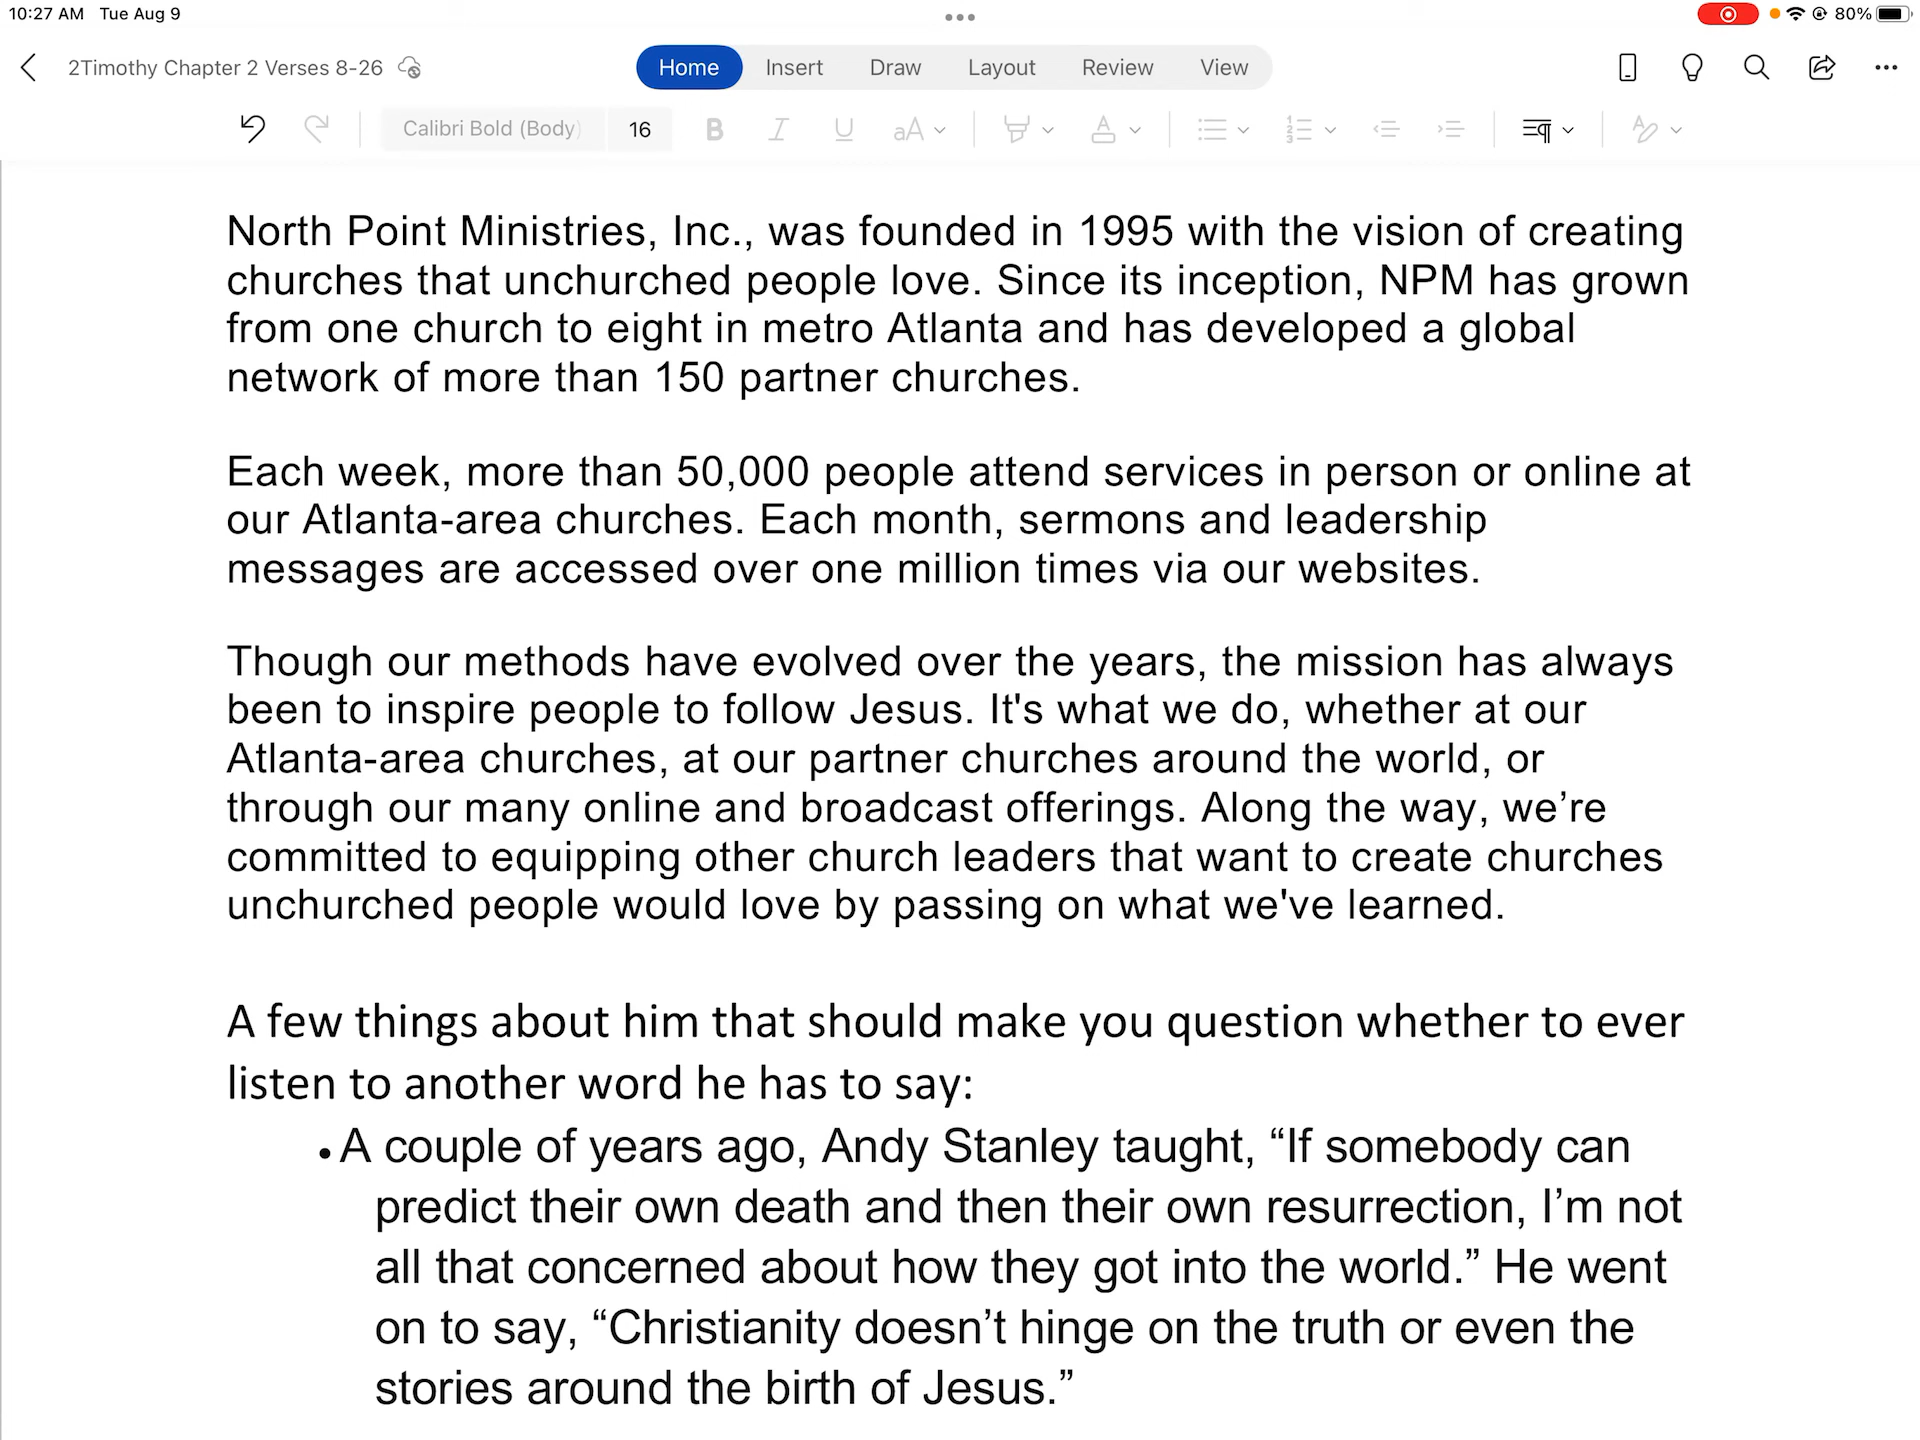 10:27 AM Tue Aug 9
80%
2Timothy Chapter 2 Verses 8-26
Home Insert Draw Layout Review View
Calibri Bold (Body) 16 B I U aA A A
North Point Ministries, Inc., was founded in 1995 with the vision of creating
churches that unchurched people love. Since its inception, NPM has grown
from one church to eight in metro Atlanta and has developed a global
network of more than 150 partner churches.
Each week, more than 50,000 people attend services in person or online at
our Atlanta-area churches. Each month, sermons and leadership
messages are accessed over one million times via our websites.
Though our methods have evolved over the years, the mission has always
been to inspire people to follow Jesus. It's what we do, whether at our
Atlanta-area churches, at our partner churches around the world, or
through our many online and broadcast offerings. Along the way, we’re
committed to equipping other church leaders that want to create churches
unchurched people would love by passing on what we've learned.
A few things about him that should make you question whether to ever
listen to another word he has to say:
• A couple of years ago, Andy Stanley taught, “If somebody can
predict their own death and then their own resurrection, I’m not
all that concerned about how they got into the world.” He went
on to say, “Christianity doesn’t hinge on the truth or even the
stories around the birth of Jesus.”